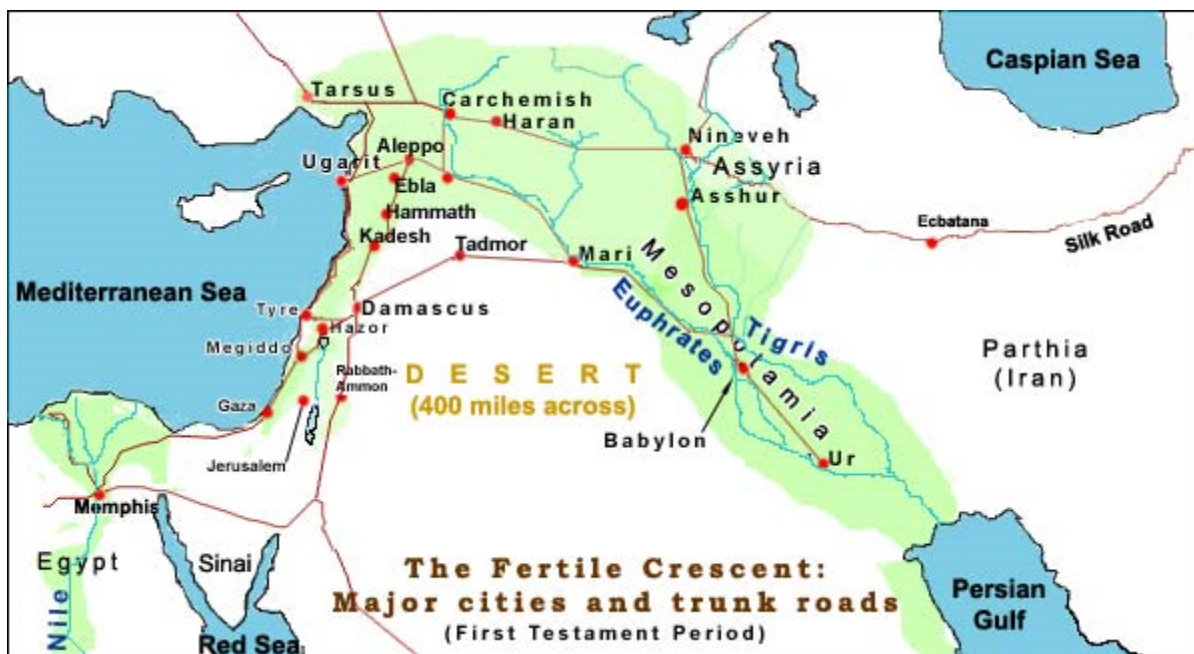 Caspian Sea
Tarsus
Carchemish
Haran
Nineveh
Aleppo
Ugarit
Assyria
Ebla
Asshur
Hammath
Ecbatana
Silk Road
Kadesh
Tadmor
Mari
Mesopotamia
Mediterranean Sea
Euphrates
Tigris
Tyre
Damascus
Hazor
Megiddo
Parthia
(Iran)
Rabbath-
Ammon
DESERT
(400 miles across)
Gaza
Babylon
Ur
Jerusalem
Memphis
Egypt
Sinai
Nile
Red Sea
The Fertile Crescent:
Major cities and trunk roads
(First Testament Period)
Persian
Gulf